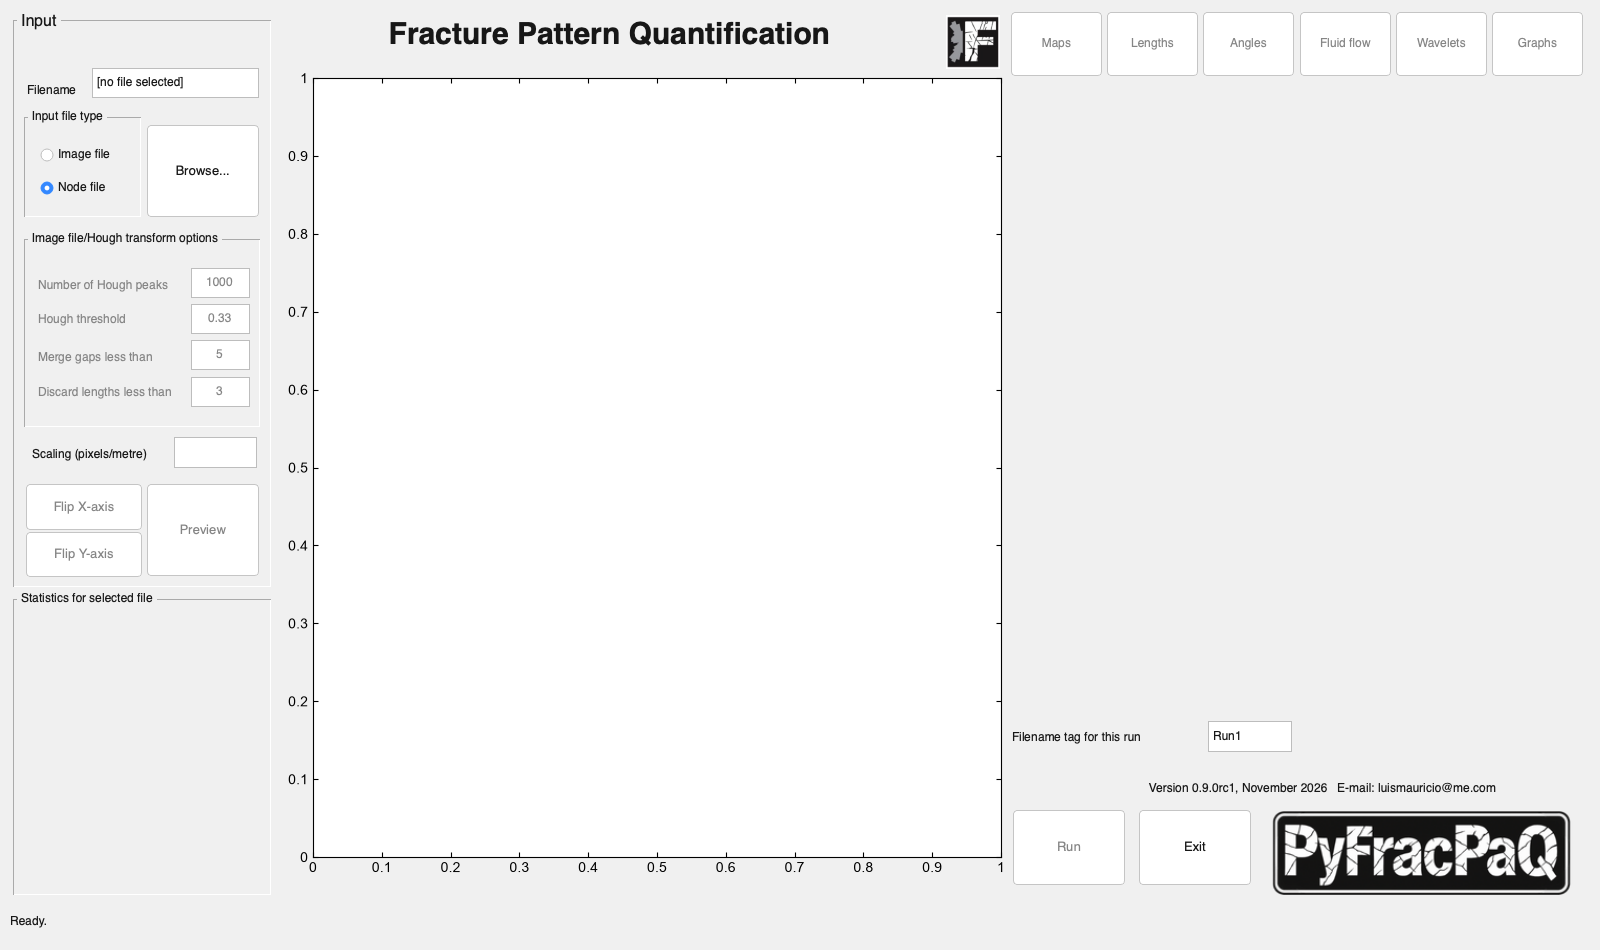 Input
Filename
[no file selected]
Input file type
Image file
Node file
Browse...
Image file/Hough transform options
Number of Hough peaks
1000
Hough threshold
0.33
Merge gaps less than
5
Discard lengths less than
3
Scaling (pixels/metre)
Flip X-axis
Flip Y-axis
Preview
Statistics for selected file
Ready.
Fracture Pattern Quantification
F
1
0.9
0.8
0.7
0.6
0.5
0.4
0.3
0.2
0.1
0
0 0.1 0.2 0.3 0.4 0.5 0.6 0.7 0.8 0.9 1
Maps Lengths Angles Fluid flow Wavelets Graphs
Filename tag for this run
Run1
Version 0.9.0rc1, November 2026 E-mail: luismauricio@me.com
Run
Exit
PyFracPaQ